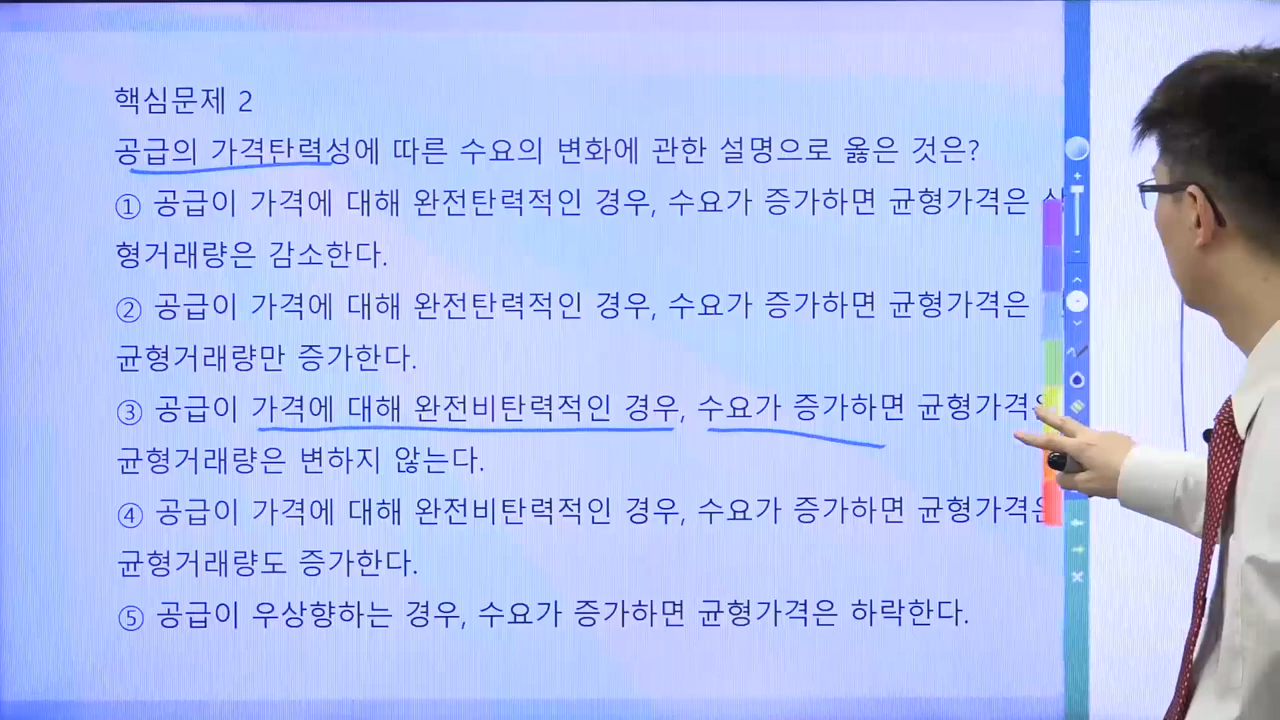 핵심문제 2
공급의 가격탄력성에 따른 수요의 변화에 관한 설명으로 옳은 것은?
① 공급이 가격에 대해 완전탄력적인 경우, 수요가 증가하면 균형가격은
형거래량은 감소한다.
② 공급이 가격에 대해 완전탄력적인 경우, 수요가 증가하면 균형가격은
균형거래량만 증가한다.
③ 공급이 가격에 대해 완전비탄력적인 경우, 수요가 증가하면
균형거래량은 변하지 않는다.
④ 공급이 가격에 대해 완전비탄력적인 경우, 수요가 증가하면
균형거래량도 증가한다.
⑤ 공급이 우상향하는 경우, 수요가 증가하면 균형가격은 하락한다.